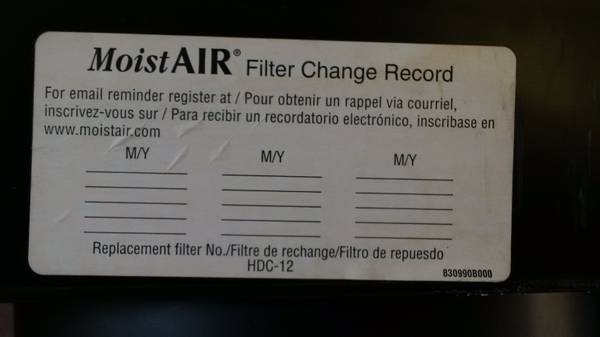 MoistAIR® Filter Change Record
For email reminder register at / Pour obtenir un rappel via courriel,
inscrivez-vous sur / Para recibir un recordatorio electrónico, inscribase en
www.moistair.com
M/Y M/Y M/Y
Replacement filter No./Filtre de rechange/Filtro de repuesdo
HDC-12
830990B000